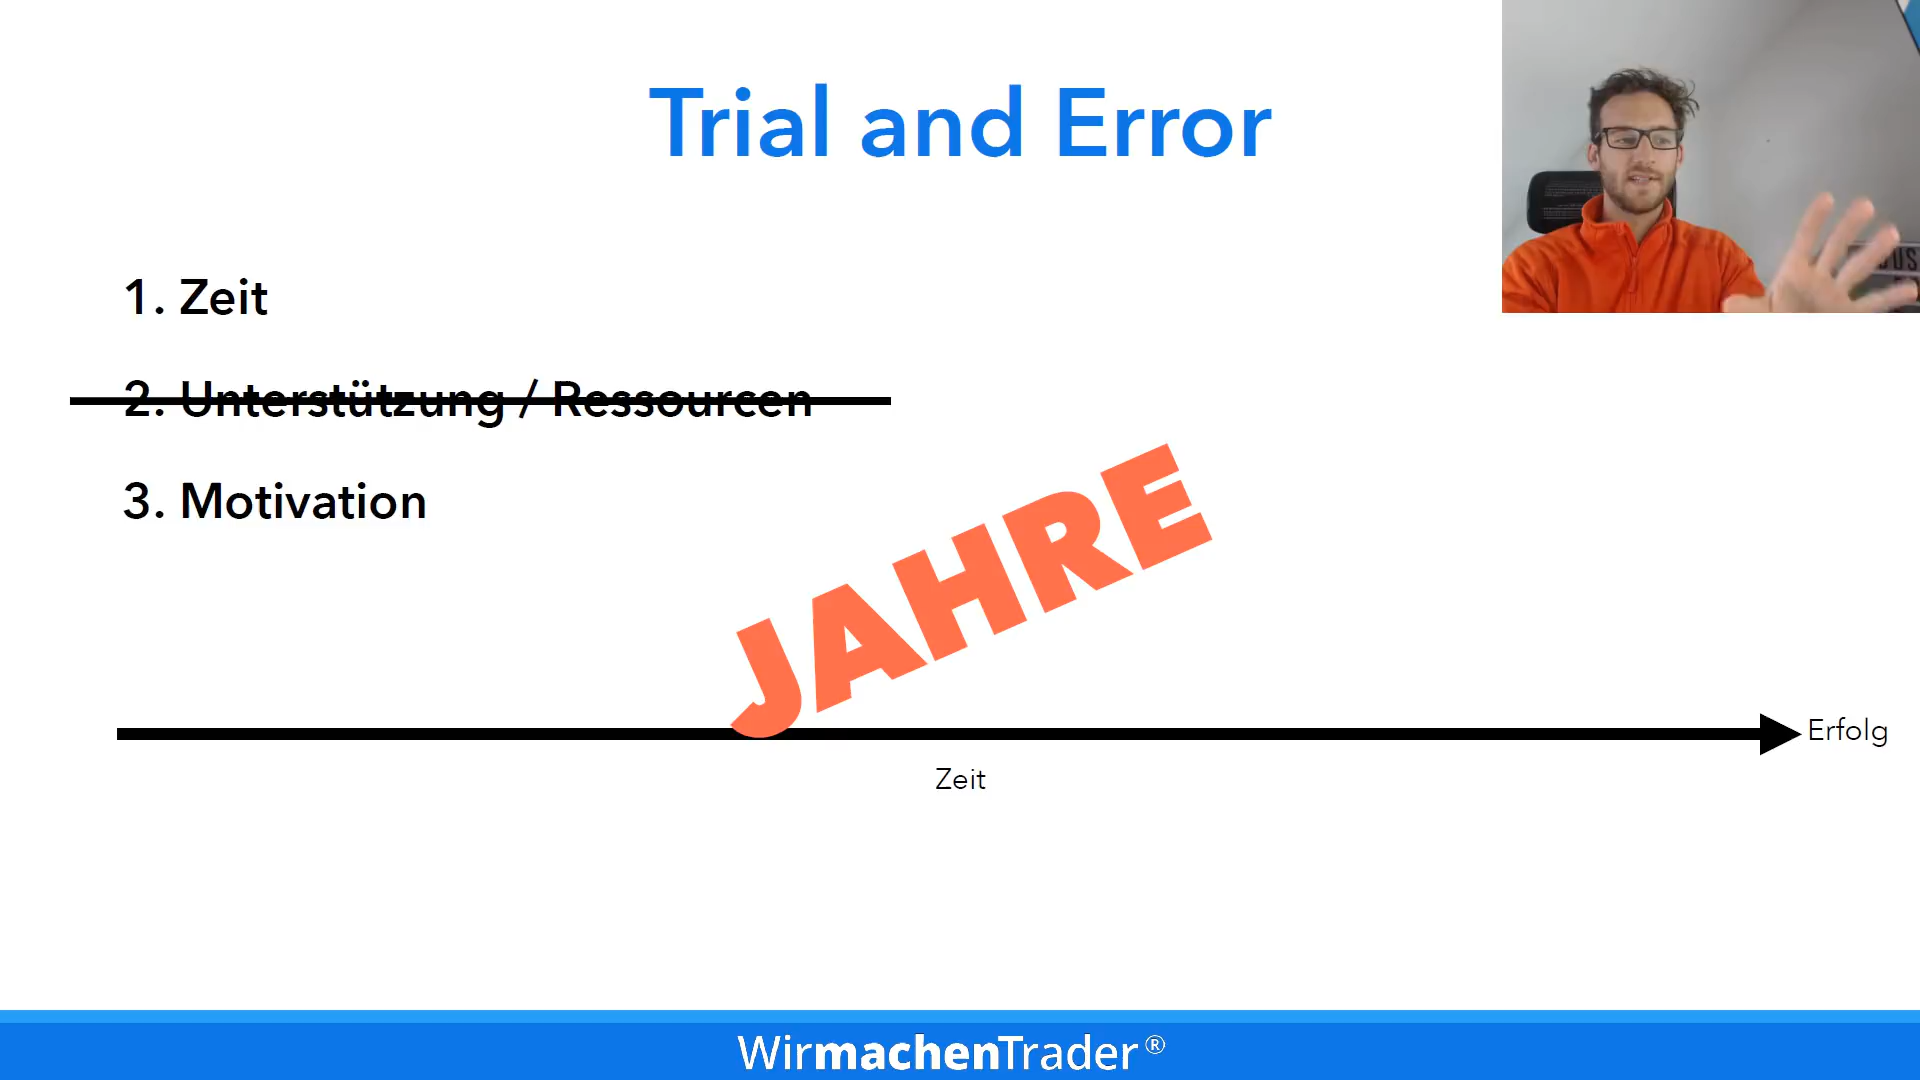 Trial and Error
1. Zeit
2. Unterstützung / Ressourcen
3. Motivation
JAHRE
Erfolg
Zeit
WirmachenTrader®